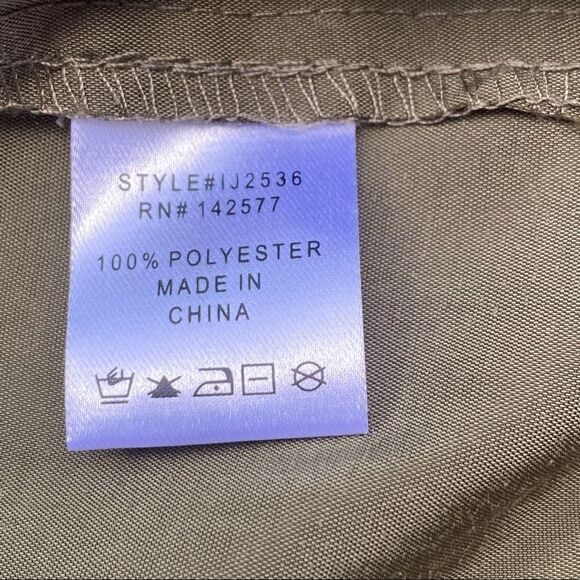 STYLE#IJ2536
RN# 142577
100% POLYESTER
MADE IN
CHINA